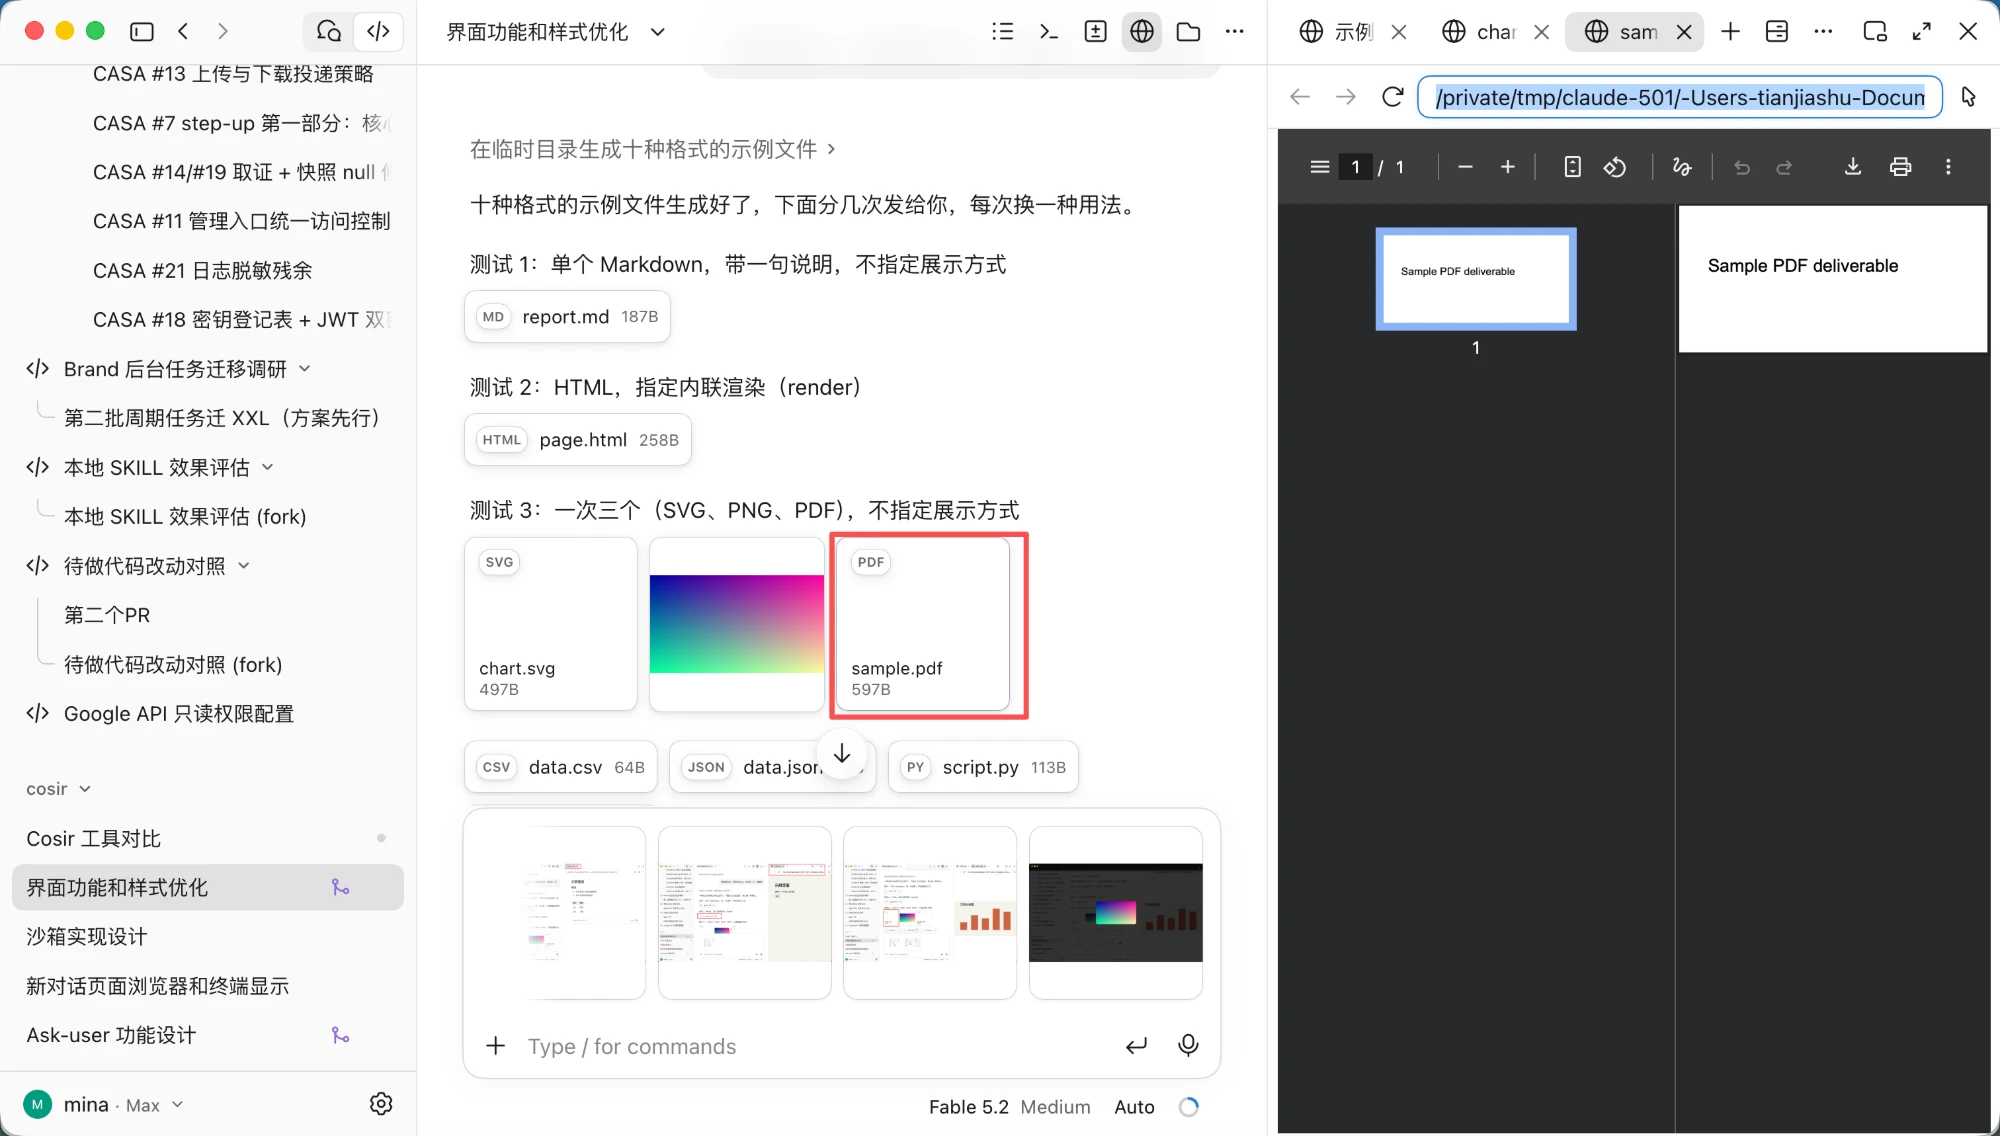 界面功能和样式优化
示例
char
sam
CASA #13 上传与下载投递策略
CASA #7 step-up 第一部分：核心
CASA #14/#19 取证 + 快照 null
CASA #11 管理入口统一访问控制
CASA #21 日志脱敏残余
CASA #18 密钥登记表 + JWT 双
Brand 后台任务迁移调研
第二批周期任务迁 XXL（方案先行）
本地 SKILL 效果评估
本地 SKILL 效果评估 (fork)
待做代码改动对照
第二个PR
待做代码改动对照 (fork)
Google API 只读权限配置
cosir
Cosir 工具对比
界面功能和样式优化
沙箱实现设计
新对话页面浏览器和终端显示
Ask-user 功能设计
M mina · Max
在临时目录生成十种格式的示例文件
十种格式的示例文件生成好了，下面分几次发给你，每次换一种用法。
测试 1：单个 Markdown，带一句说明，不指定展示方式
MD report.md 187B
测试 2：HTML，指定内联渲染（render）
HTML page.html 258B
测试 3：一次三个（SVG、PNG、PDF），不指定展示方式
SVG
chart.svg
497B
PDF
sample.pdf
597B
CSV data.csv 64B
JSON data.json
PY script.py 113B
Type / for commands
Fable 5.2 Medium Auto
/private/tmp/claude-501/-Users-tianjiashu-Docum
1 / 1
Sample PDF deliverable
1
Sample PDF deliverable